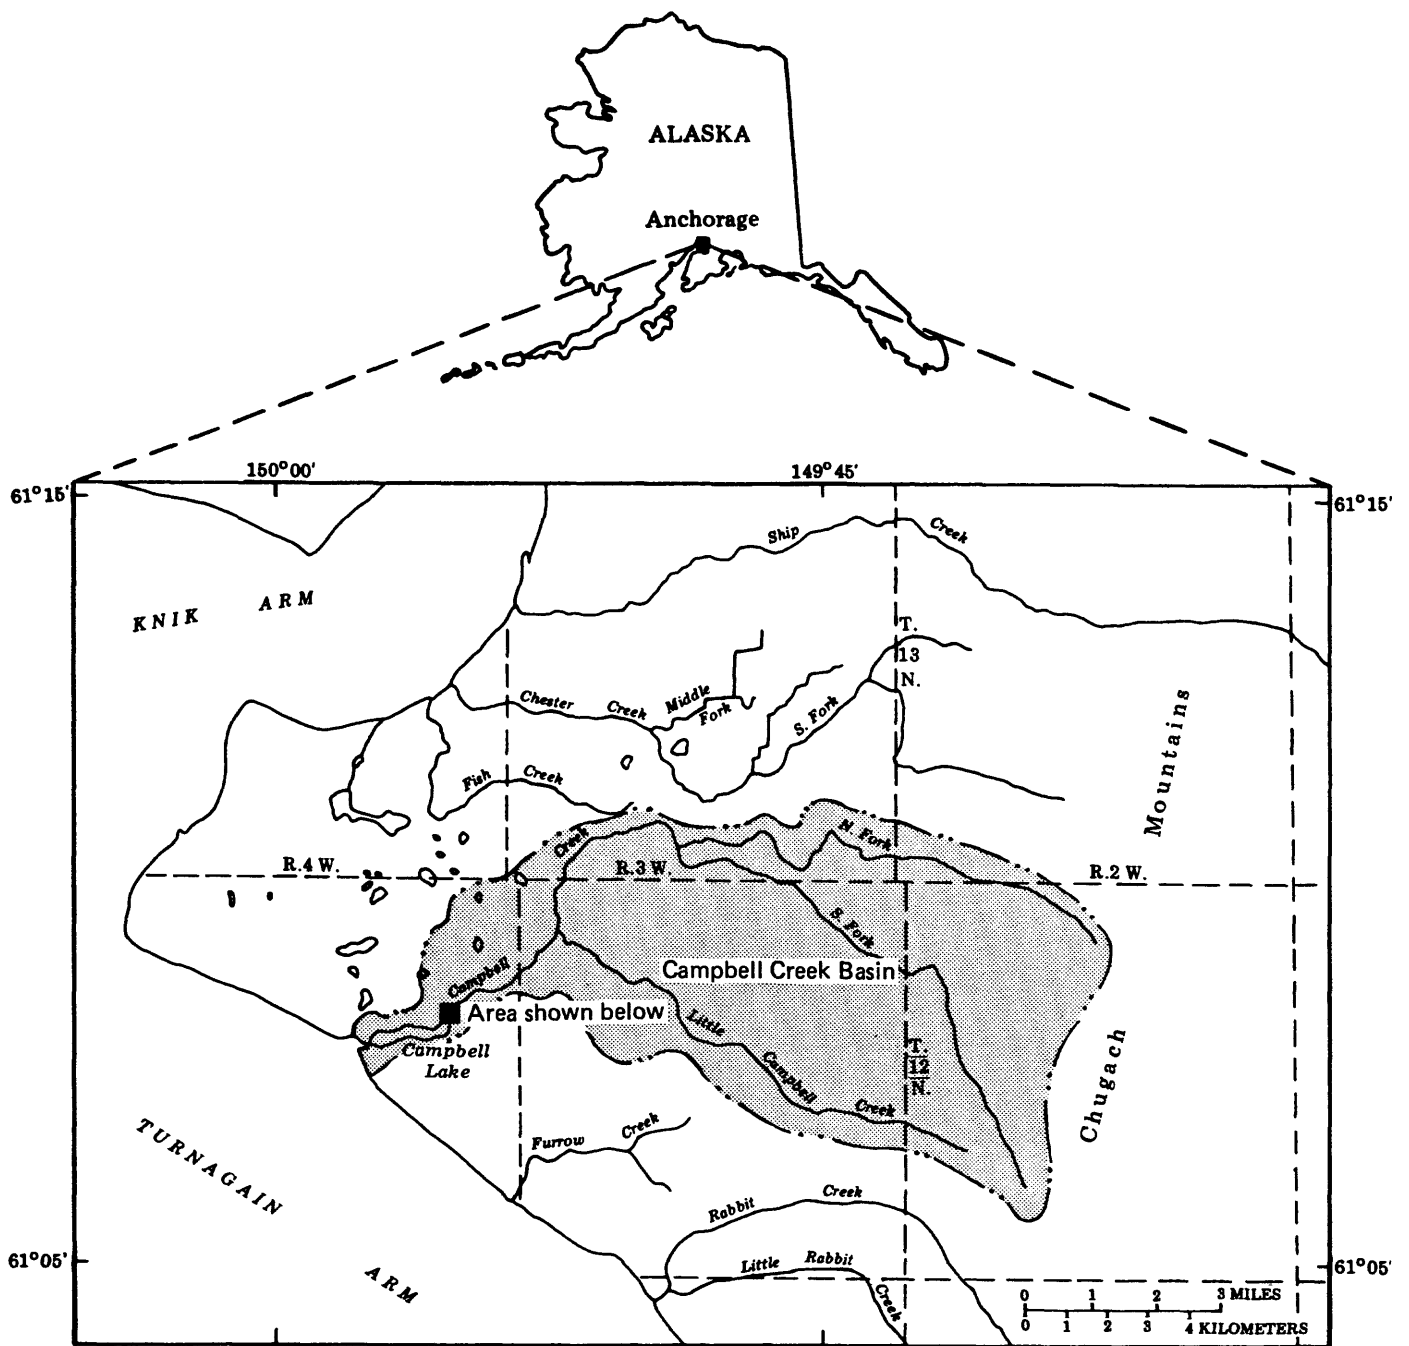 ALASKA
Anchorage
150°00'
149°45'
61°15'
61°15'
Ship
Creek
KNIK ARM
T.
13
N.
Chester Creek
Middle
Fork
S. Fork
Mountains
Fish Creek
Creek
N. Fork
R.4 W.
R.3 W.
R.2 W.
S. Fork
Campbell Creek Basin
Campbell
Area shown below
Campbell
Lake
Little
Campbell
Creek
T.
12
N.
Chugach
TURNAGAIN
ARM
Furrow Creek
Rabbit Creek
Little Rabbit
Creek
61°05'
61°05'
0 1 2 3 MILES
0 1 2 3 4 KILOMETERS